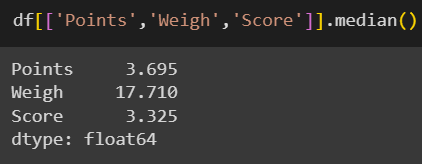 df[['Points','Weigh','Score']].median()
Points 3.695
Weigh 17.710
Score 3.325
dtype: float64